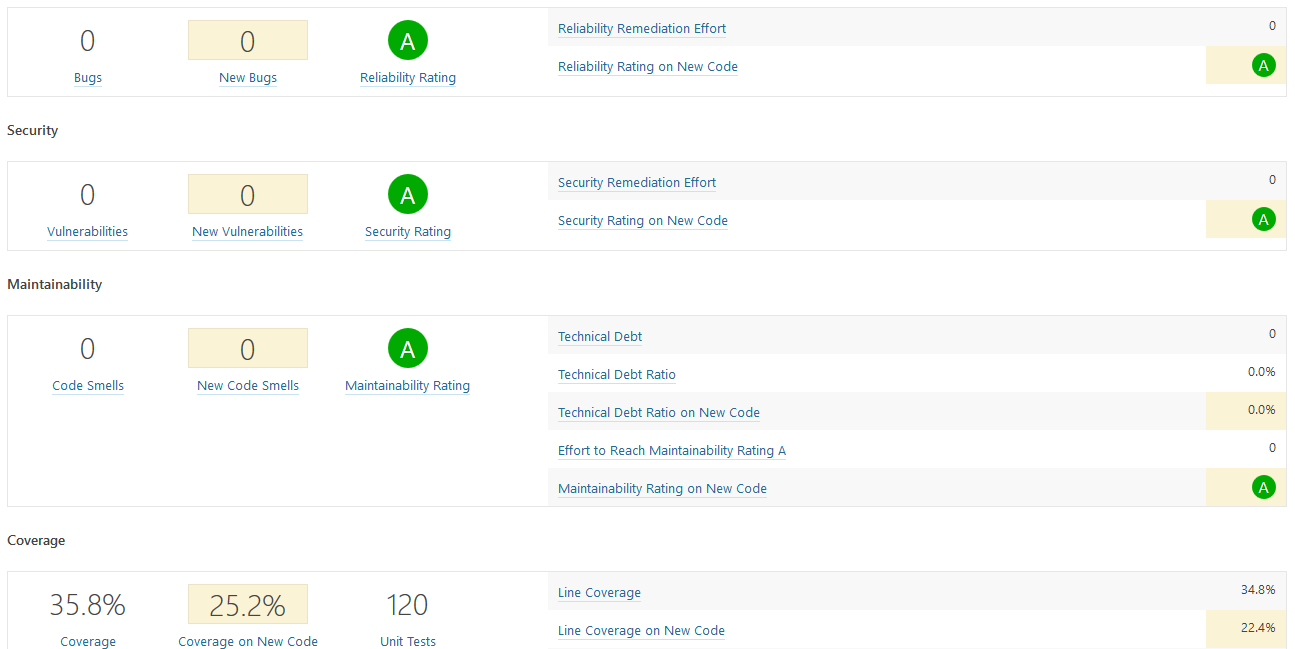 0 0 A Reliability Remediation Effort 0
Bugs New Bugs Reliability Rating Reliability Rating on New Code A
Security
0 0 A Security Remediation Effort 0
Vulnerabilities New Vulnerabilities Security Rating Security Rating on New Code A
Maintainability
0 0 A Technical Debt 0
Code Smells New Code Smells Maintainability Rating Technical Debt Ratio 0.0%
Technical Debt Ratio on New Code 0.0%
Effort to Reach Maintainability Rating A 0
Maintainability Rating on New Code A
Coverage
35.8% 25.2% 120 Line Coverage 34.8%
Coverage Coverage on New Code Unit Tests Line Coverage on New Code 22.4%